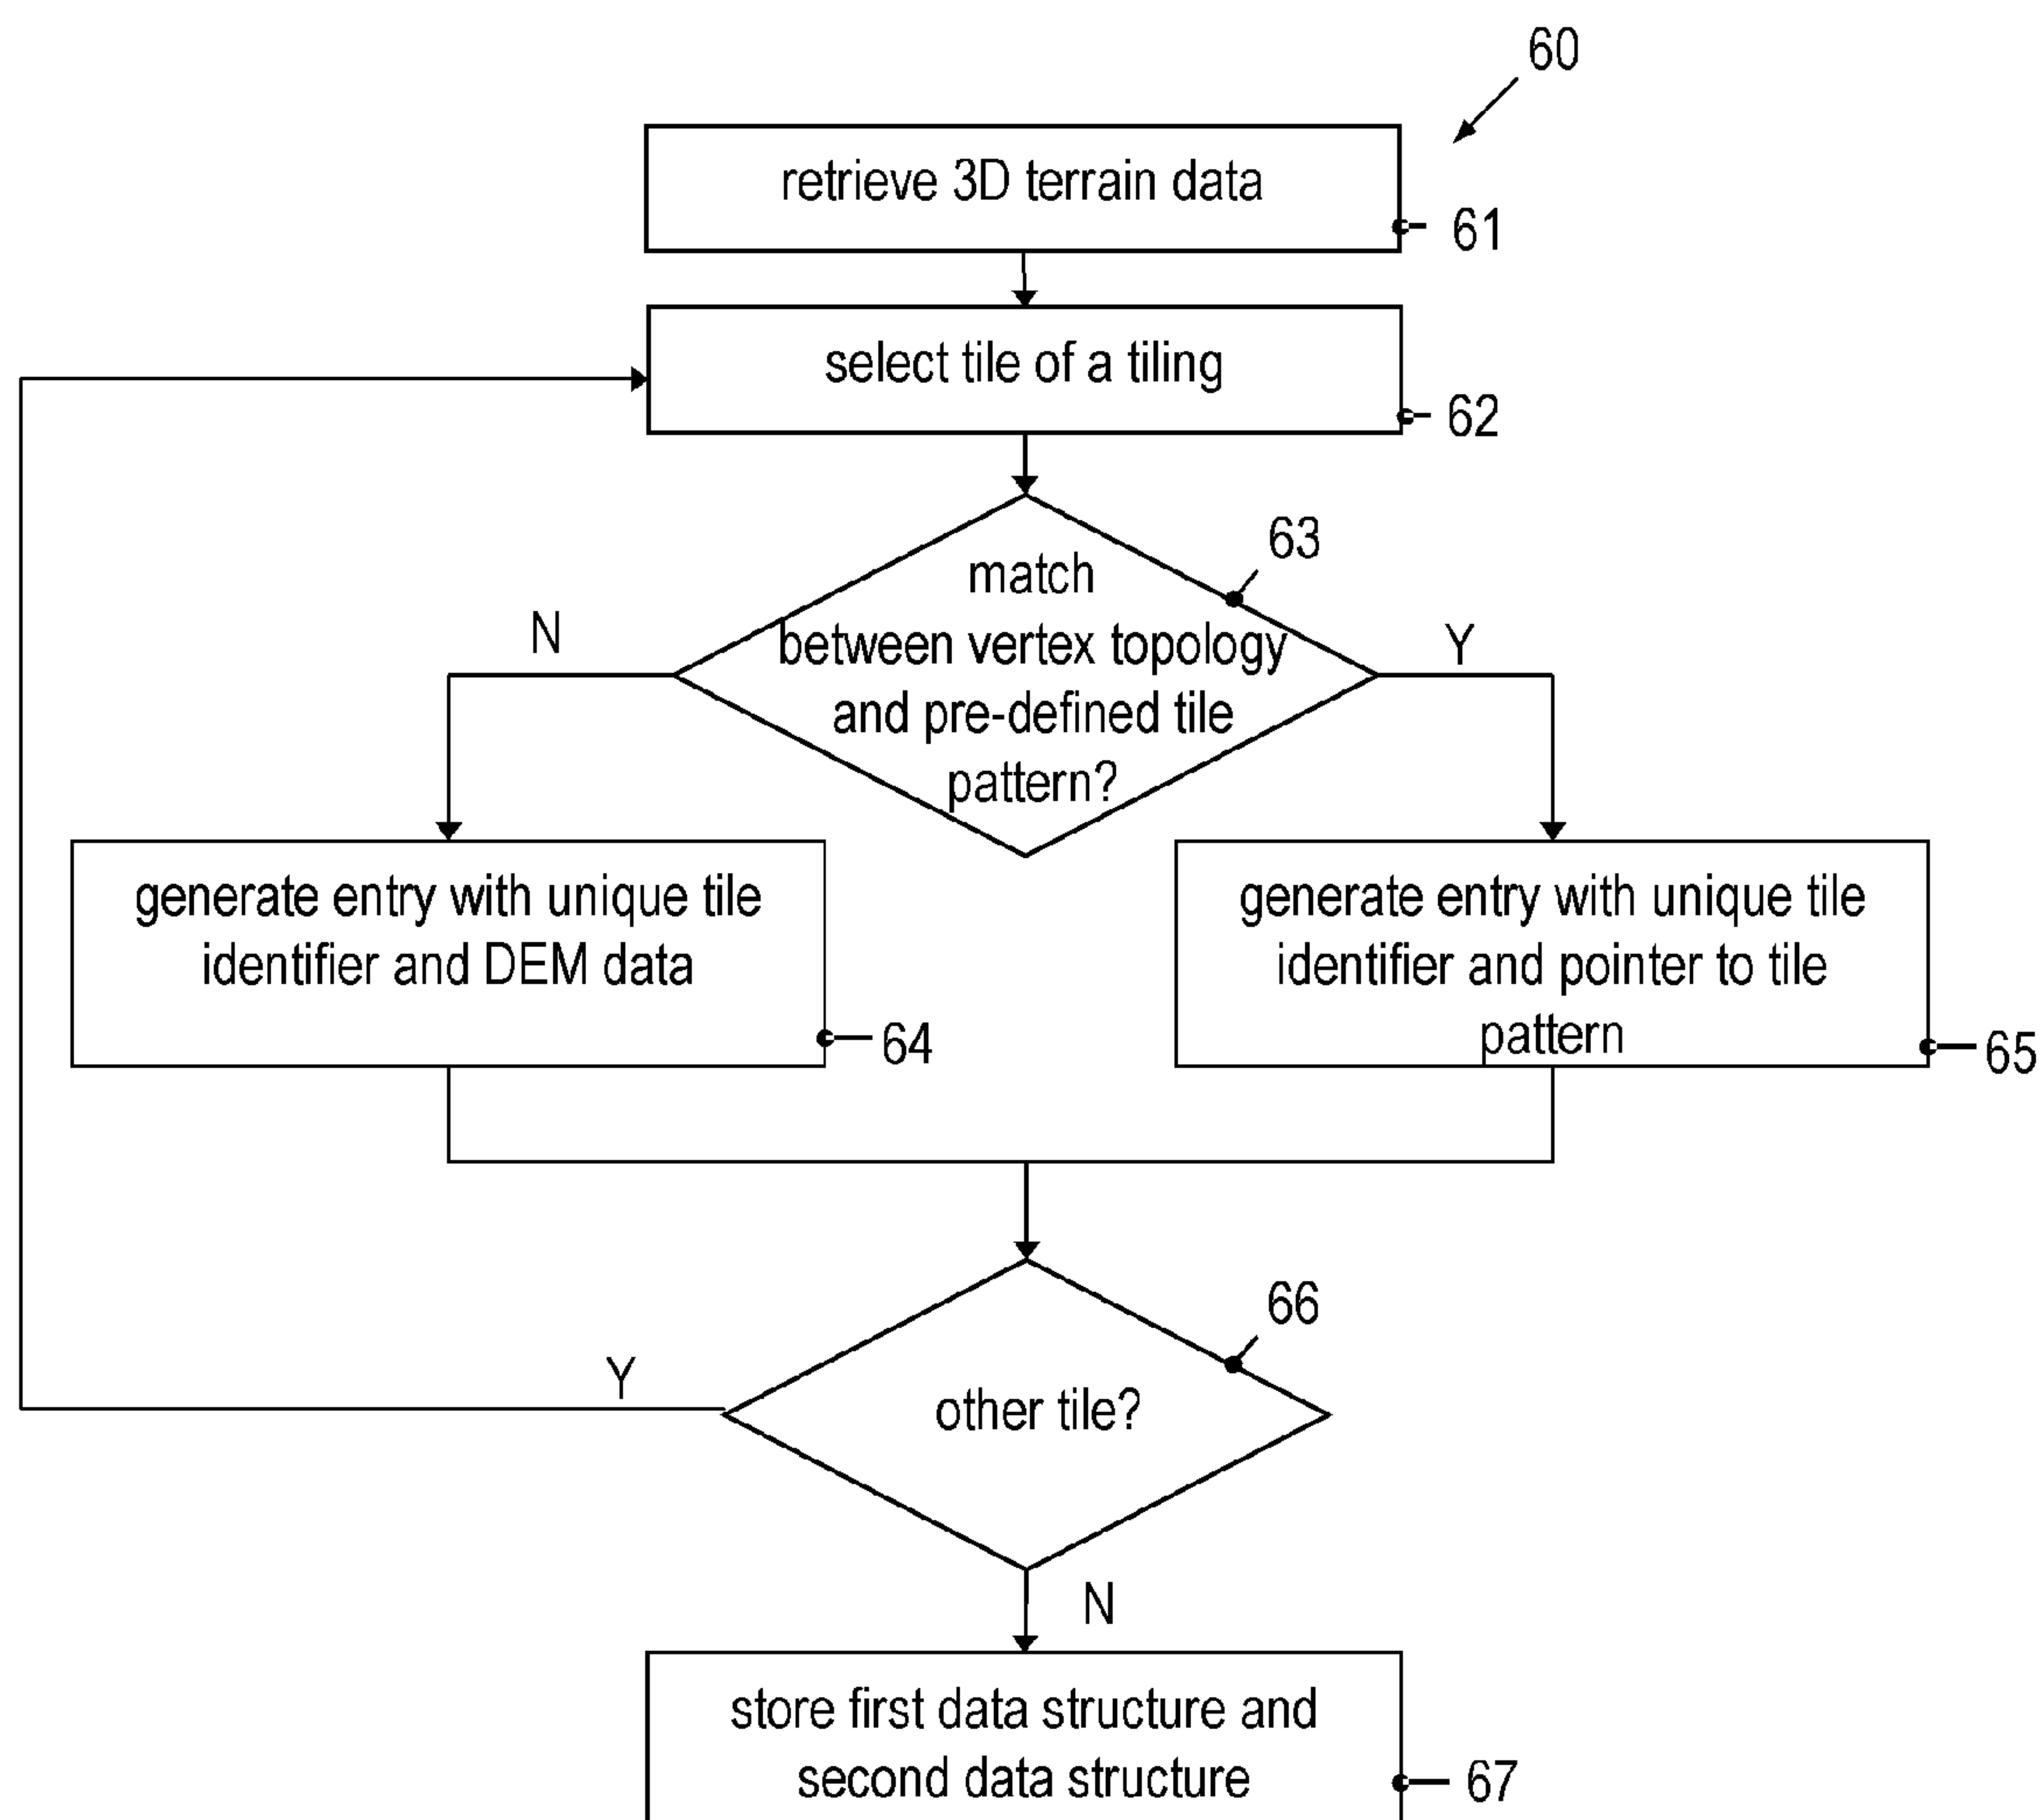 60
retrieve 3D terrain data
61
select tile of a tiling
62
63
match
between vertex topology
and pre-defined tile
pattern?
N
Y
generate entry with unique tile
identifier and DEM data
64
generate entry with unique tile
identifier and pointer to tile
pattern
65
66
other tile?
Y
N
store first data structure and
second data structure
67